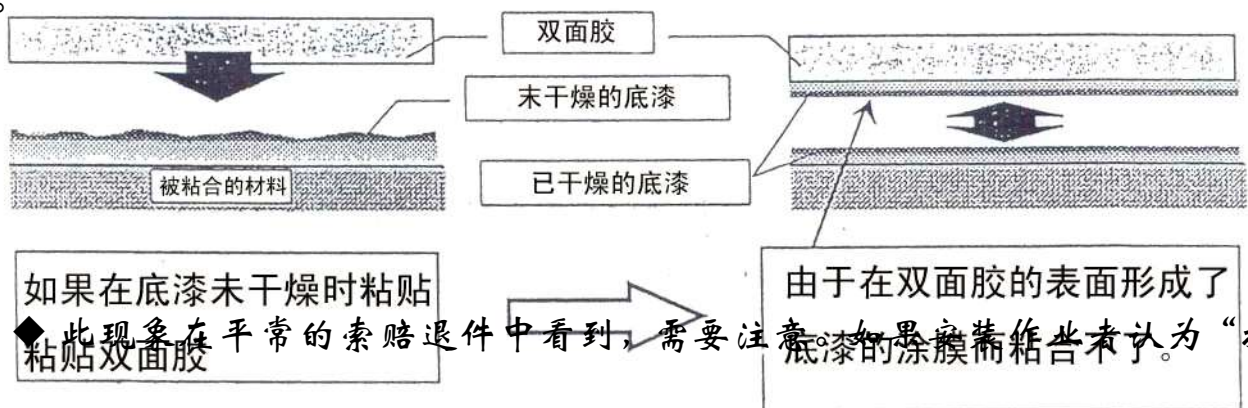 。
双面胶
末干燥的底漆
被粘合的材料
已干燥的底漆
如果在底漆未干燥时粘贴
粘贴双面胶
由于在双面胶的表面形成了
底漆的涂膜而粘合不了。
◆ 此现象在平常的索赔退件中看到，需要注意。如果安装作业者认为“